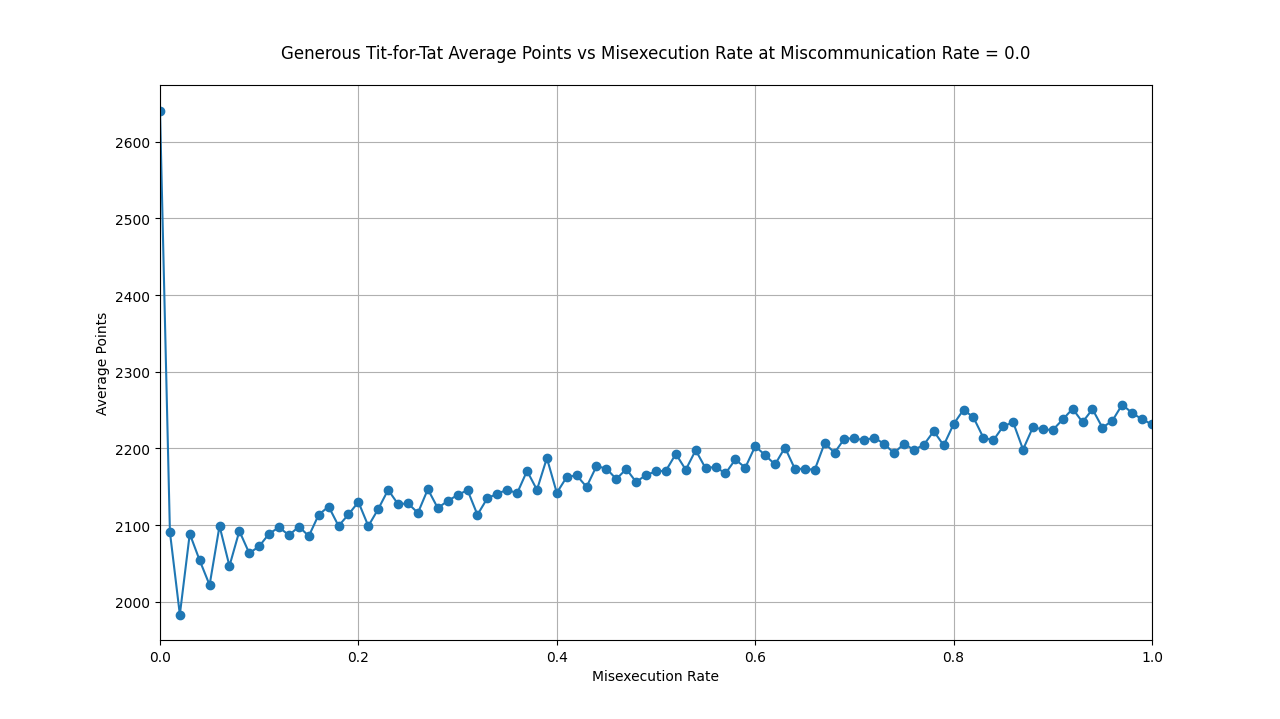 Generous Tit-for-Tat Average Points vs Misexecution Rate at Miscommunication Rate = 0.0
2600
2500
2400
2300
2200
2100
2000
Average Points
0.0 0.2 0.4 0.6 0.8 1.0
Misexecution Rate